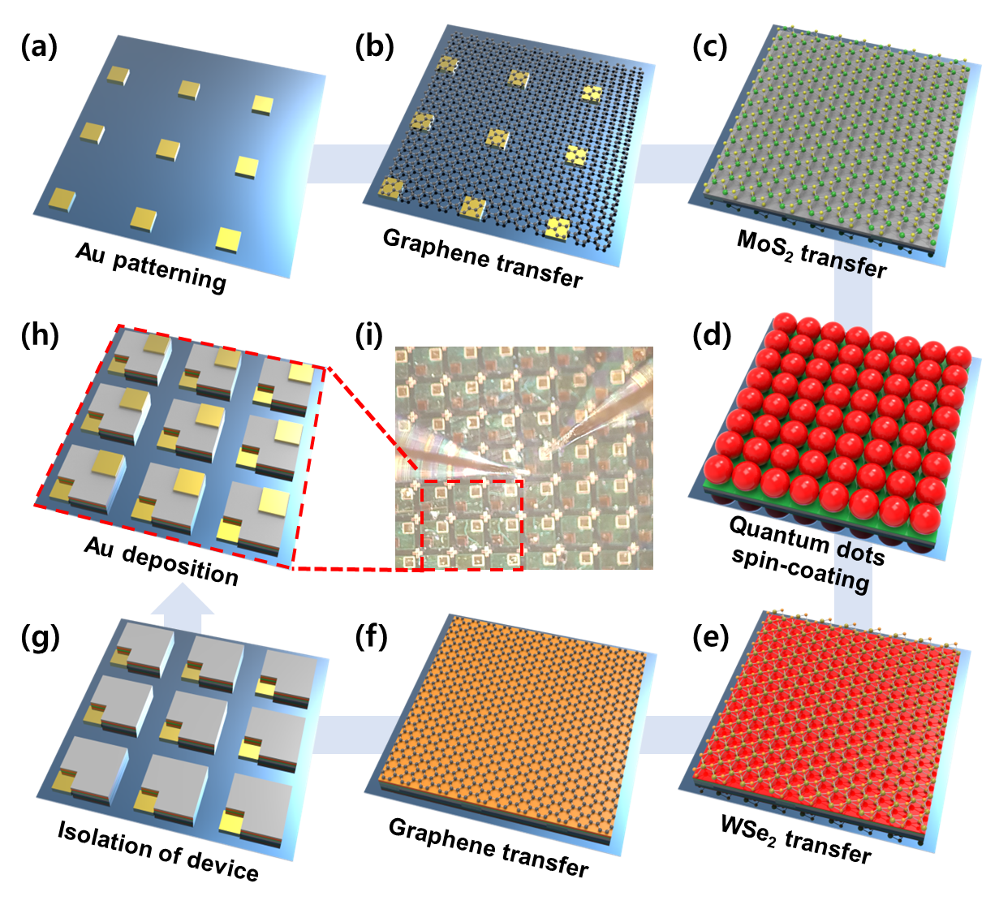 (a)
Au patterning
(b)
Graphene transfer
(c)
MoS₂ transfer
(d)
Quantum dots
spin-coating
(e)
WSe₂ transfer
(f)
Graphene transfer
(g)
Isolation of device
(h)
Au deposition
(i)